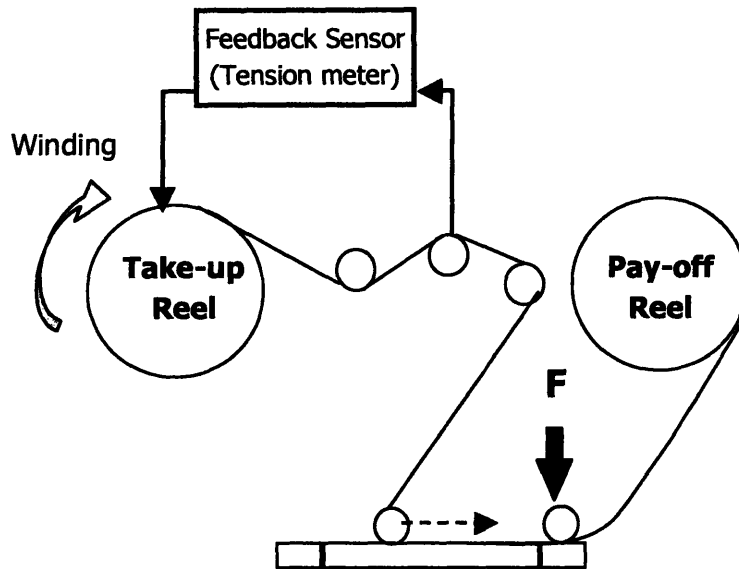 Feedback Sensor
(Tension meter)
Winding
Take-up
Reel
Pay-off
Reel
F